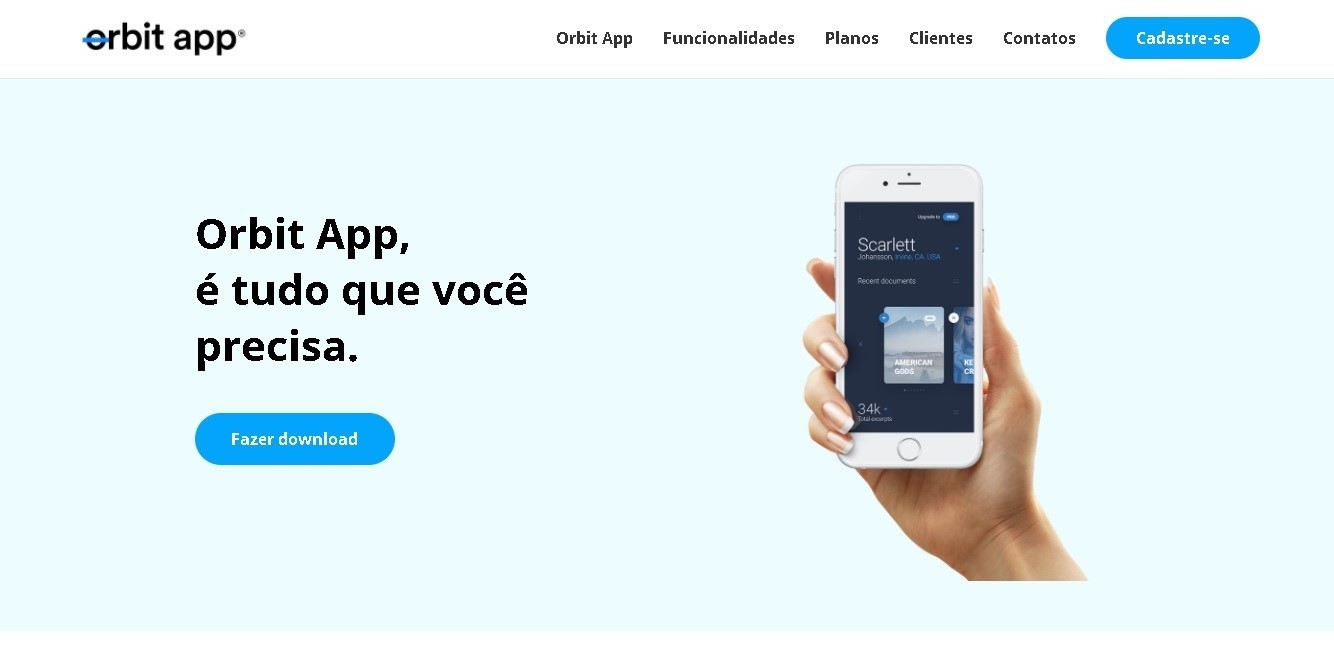 orbit app®
Orbit App Funcionalidades Planos Clientes Contatos Cadastre-se
Orbit App,
é tudo que você
precisa.
Fazer download
Upgrade to
Scarlett
Johansson, Irvine, CA, USA
Recent documents
AMERICAN
GODS
KE
CR
34k
Total excerpts